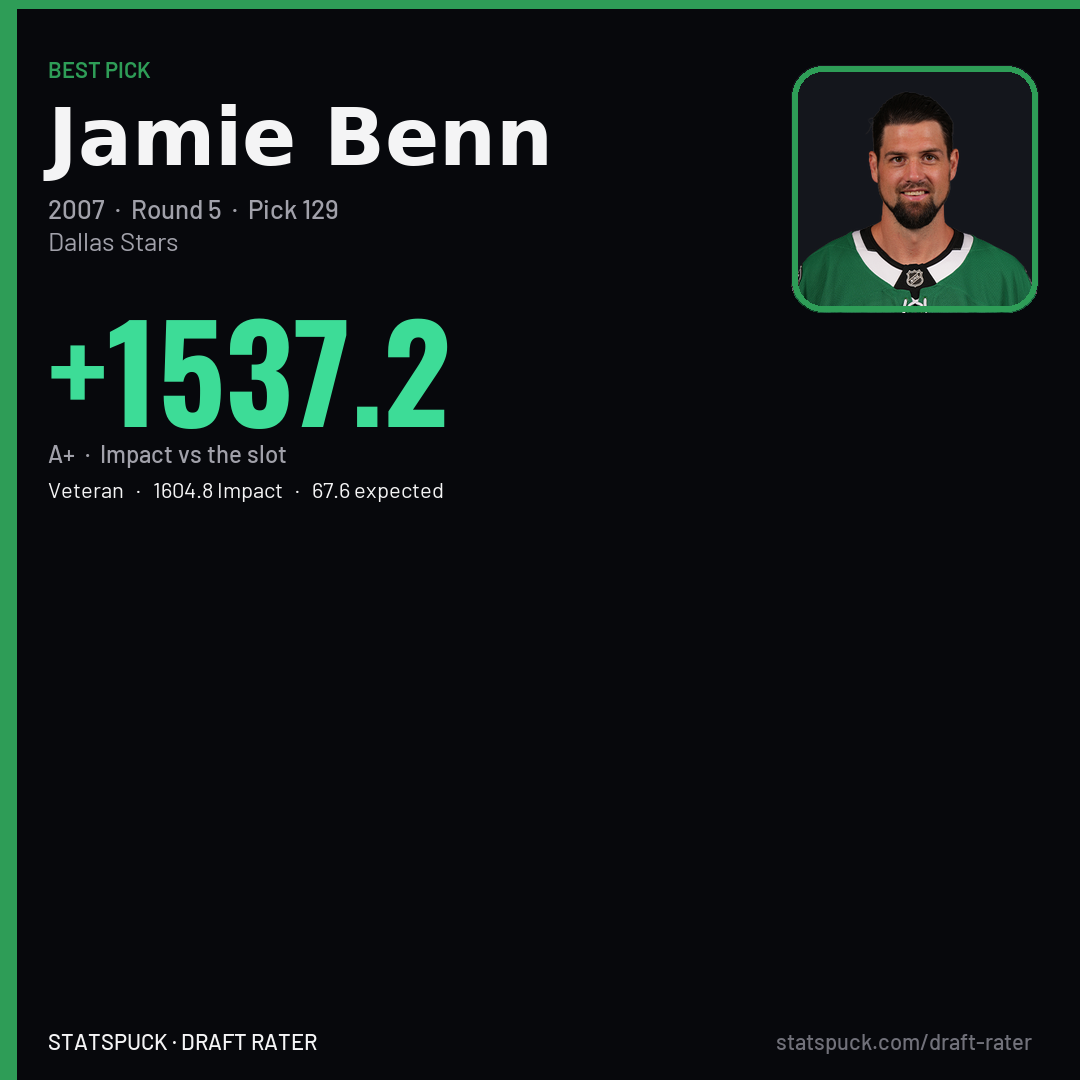 BEST PICK
Jamie Benn
2007 · Round 5 · Pick 129
Dallas Stars
+1537.2
A+ · Impact vs the slot
Veteran · 1604.8 Impact · 67.6 expected
STATSPUCK · DRAFT RATER
statspuck.com/draft-rater